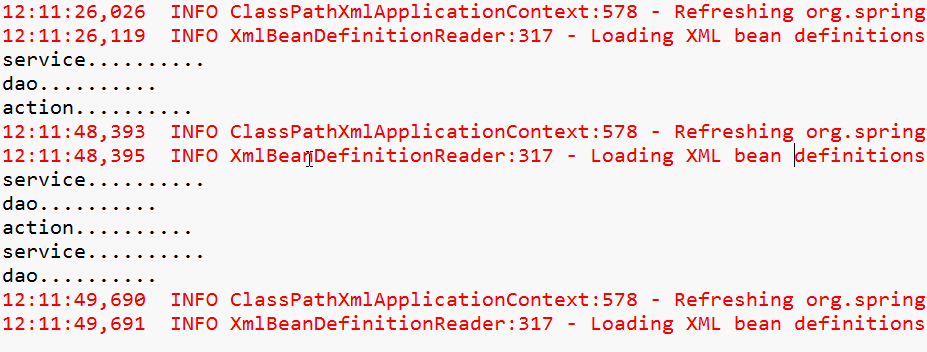 12:11:26,026  INFO ClassPathXmlApplicationContext:578 - Refreshing org.spring
12:11:26,119  INFO XmlBeanDefinitionReader:317 - Loading XML bean definitions
service..........
dao..........
action..........
12:11:48,393  INFO ClassPathXmlApplicationContext:578 - Refreshing org.spring
12:11:48,395  INFO XmlBeanDefinitionReader:317 - Loading XML bean definitions
service..........
dao..........
action..........
service..........
dao..........
12:11:49,690  INFO ClassPathXmlApplicationContext:578 - Refreshing org.spring
12:11:49,691  INFO XmlBeanDefinitionReader:317 - Loading XML bean definitions